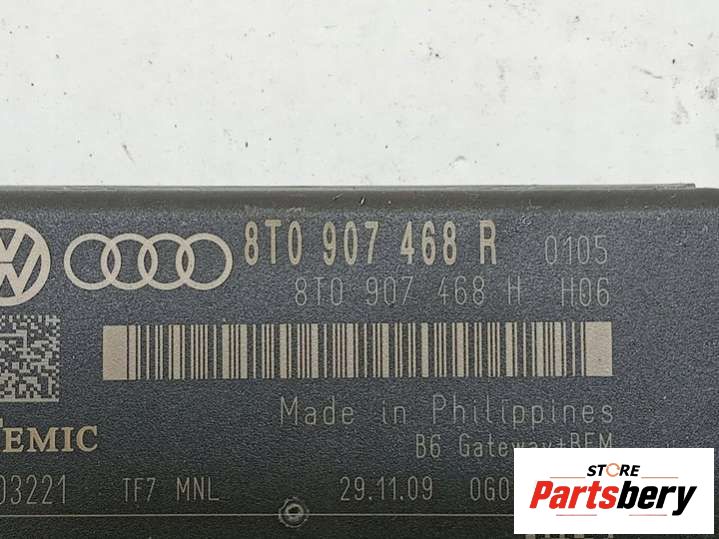 8T0 907 468 R 0105
8T0 907 468 H H06
Made in Philippines
TEMIC
B6 Gateway+BEM
03221 TF7 MNL 29.11.09
STORE
Partsbery